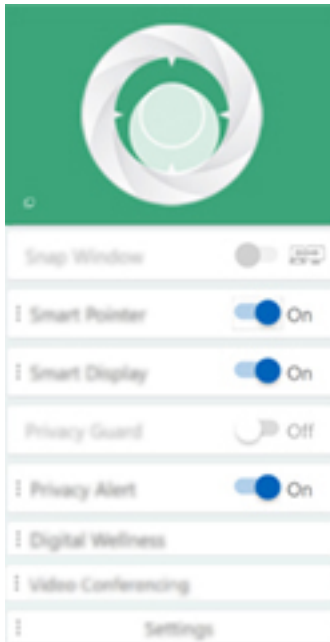 Snap Window
Smart Pointer On
Smart Display On
Privacy Guard Off
Privacy Alert On
Digital Wellness
Video Conferencing
Settings